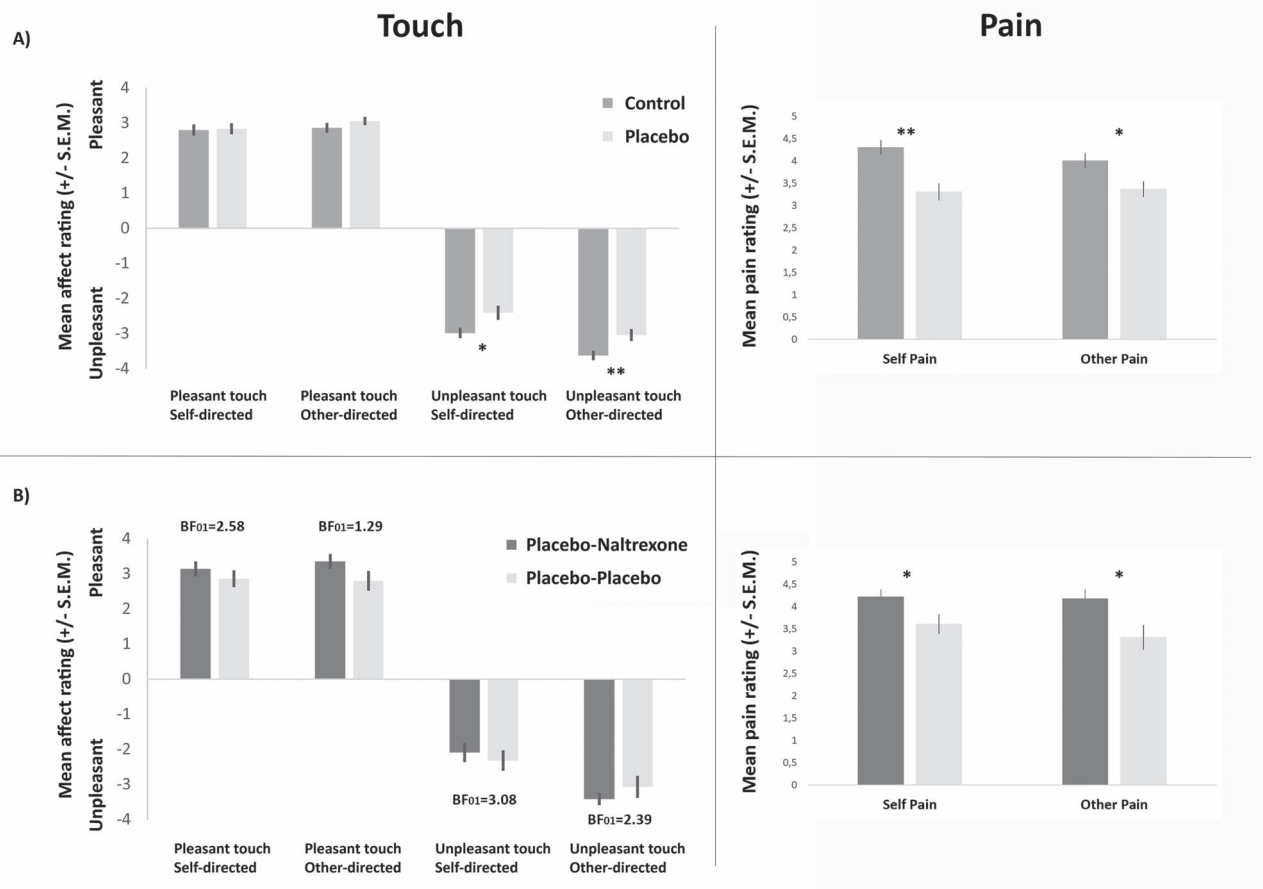 Touch
Pain
A)
Mean affect rating (+/- S.E.M.)
Unpleasant
Pleasant
4
3
2
1
0
-1
-2
-3
-4
Control
Placebo
*
**
Pleasant touch
Self-directed
Pleasant touch
Other-directed
Unpleasant touch
Self-directed
Unpleasant touch
Other-directed
Mean pain rating (+/- S.E.M.)
5
4,5
4
3,5
3
2,5
2
1,5
1
0,5
0
**
*
Self Pain
Other Pain
B)
Mean affect rating (+/- S.E.M.)
Unpleasant
Pleasant
4
3
2
1
0
-1
-2
-3
-4
BF01=2.58
BF01=1.29
Placebo-Naltrexone
Placebo-Placebo
BF01=3.08
BF01=2.39
Pleasant touch
Self-directed
Pleasant touch
Other-directed
Unpleasant touch
Self-directed
Unpleasant touch
Other-directed
Mean pain rating (+/- S.E.M.)
5
4,5
4
3,5
3
2,5
2
1,5
1
0,5
0
*
*
Self Pain
Other Pain